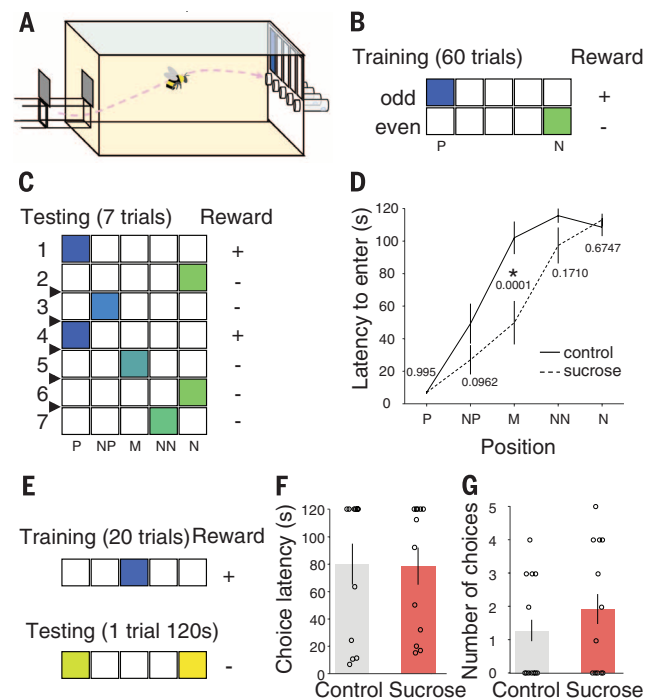 A
B
Training (60 trials) Reward
odd +
even -
P N
C
Testing (7 trials) Reward
1 +
2 -
3 -
4 +
5 -
6 -
7 -
P NP M NN N
D
Latency to enter (s)
120
100
80
60
40
20
0
0.995
0.0962
*
0.0001
0.1710
0.6747
control
sucrose
P NP M NN N
Position
E
Training (20 trials) Reward
+
Testing (1 trial 120s)
-
F
Choice latency (s)
120
100
80
60
40
20
0
Control Sucrose
G
Number of choices
5
4
3
2
1
0
Control Sucrose